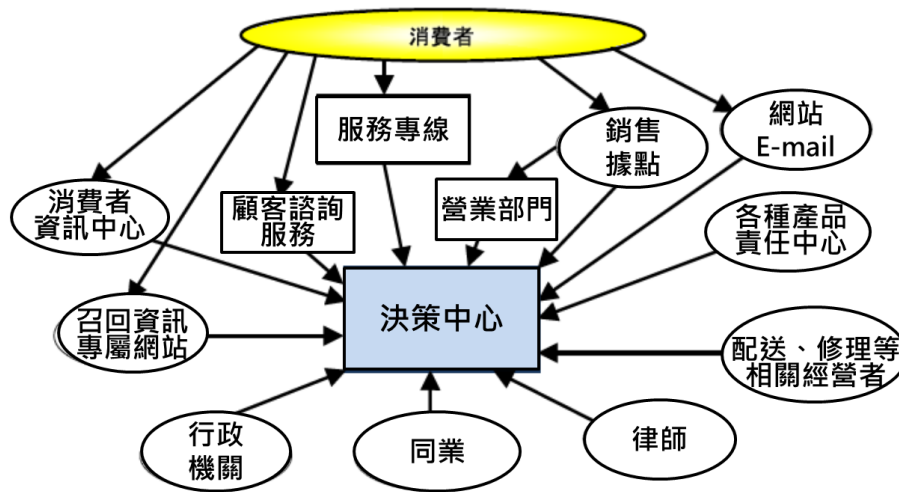 消費者
服務專線
銷售
據點
網站
E-mail
消費者
資訊中心
顧客諮詢
服務
營業部門
各種產品
責任中心
決策中心
召回資訊
專屬網站
配送、修理等
相關經營者
行政
機關
同業
律師